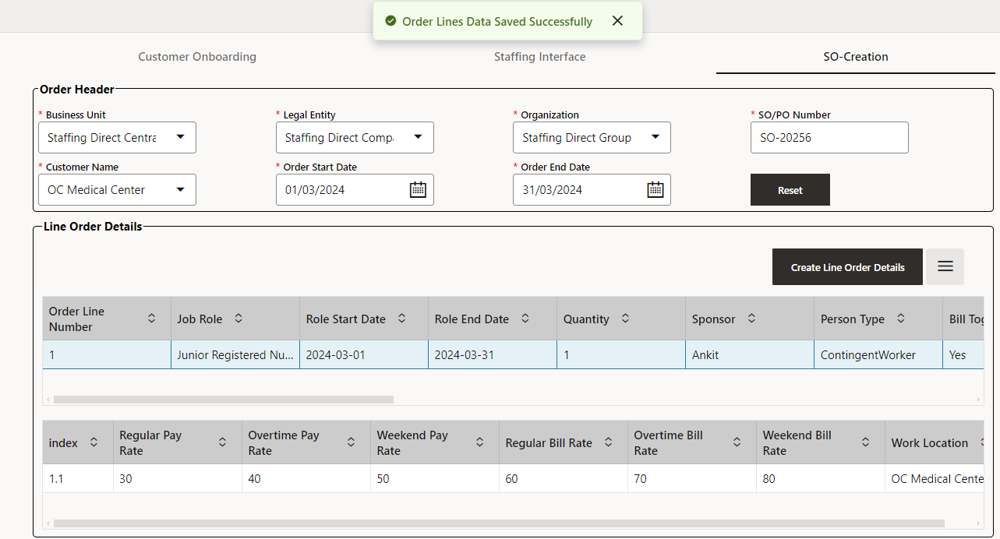 Order Lines Data Saved Successfully
Customer Onboarding
Staffing Interface
SO-Creation
Order Header
* Business Unit
* Legal Entity
* Organization
* SO/PO Number
Staffing Direct Centra
Staffing Direct Comp
Staffing Direct Group
SO-20256
* Customer Name
* Order Start Date
* Order End Date
OC Medical Center
01/03/2024
31/03/2024
Reset
Line Order Details
Create Line Order Details
Order Line
Number
Job Role
Role Start Date
Role End Date
Quantity
Sponsor
Person Type
Bill Tog
1
Junior Registered Nu...
2024-03-01
2024-03-31
1
Ankit
ContingentWorker
Yes
index
Regular Pay
Rate
Overtime Pay
Rate
Weekend Pay
Rate
Regular Bill Rate
Overtime Bill
Rate
Weekend Bill
Rate
Work Location
1.1
30
40
50
60
70
80
OC Medical Cente